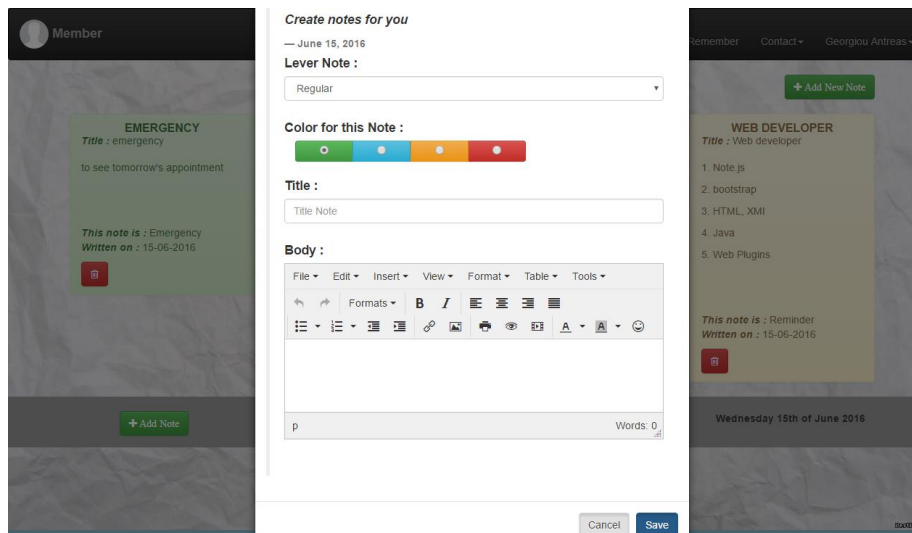 Member
Remember Contact Georgiou Antreas
Add New Note
EMERGENCY
Title : emergency
to see tomorrow's appointment
This note is : Emergency
Written on : 15-06-2016
Add Note
Create notes for you
— June 15, 2016
Lever Note :
Regular
Color for this Note :
Title :
Title Note
Body :
File Edit Insert View Format Table Tools
Formats B I
A A
p Words: 0
Cancel Save
WEB DEVELOPER
Title : Web developer
1. Note.js
2. bootstrap
3. HTML, XMl
4. Java
5. Web Plugins
This note is : Reminder
Written on : 15-06-2016
Wednesday 15th of June 2016